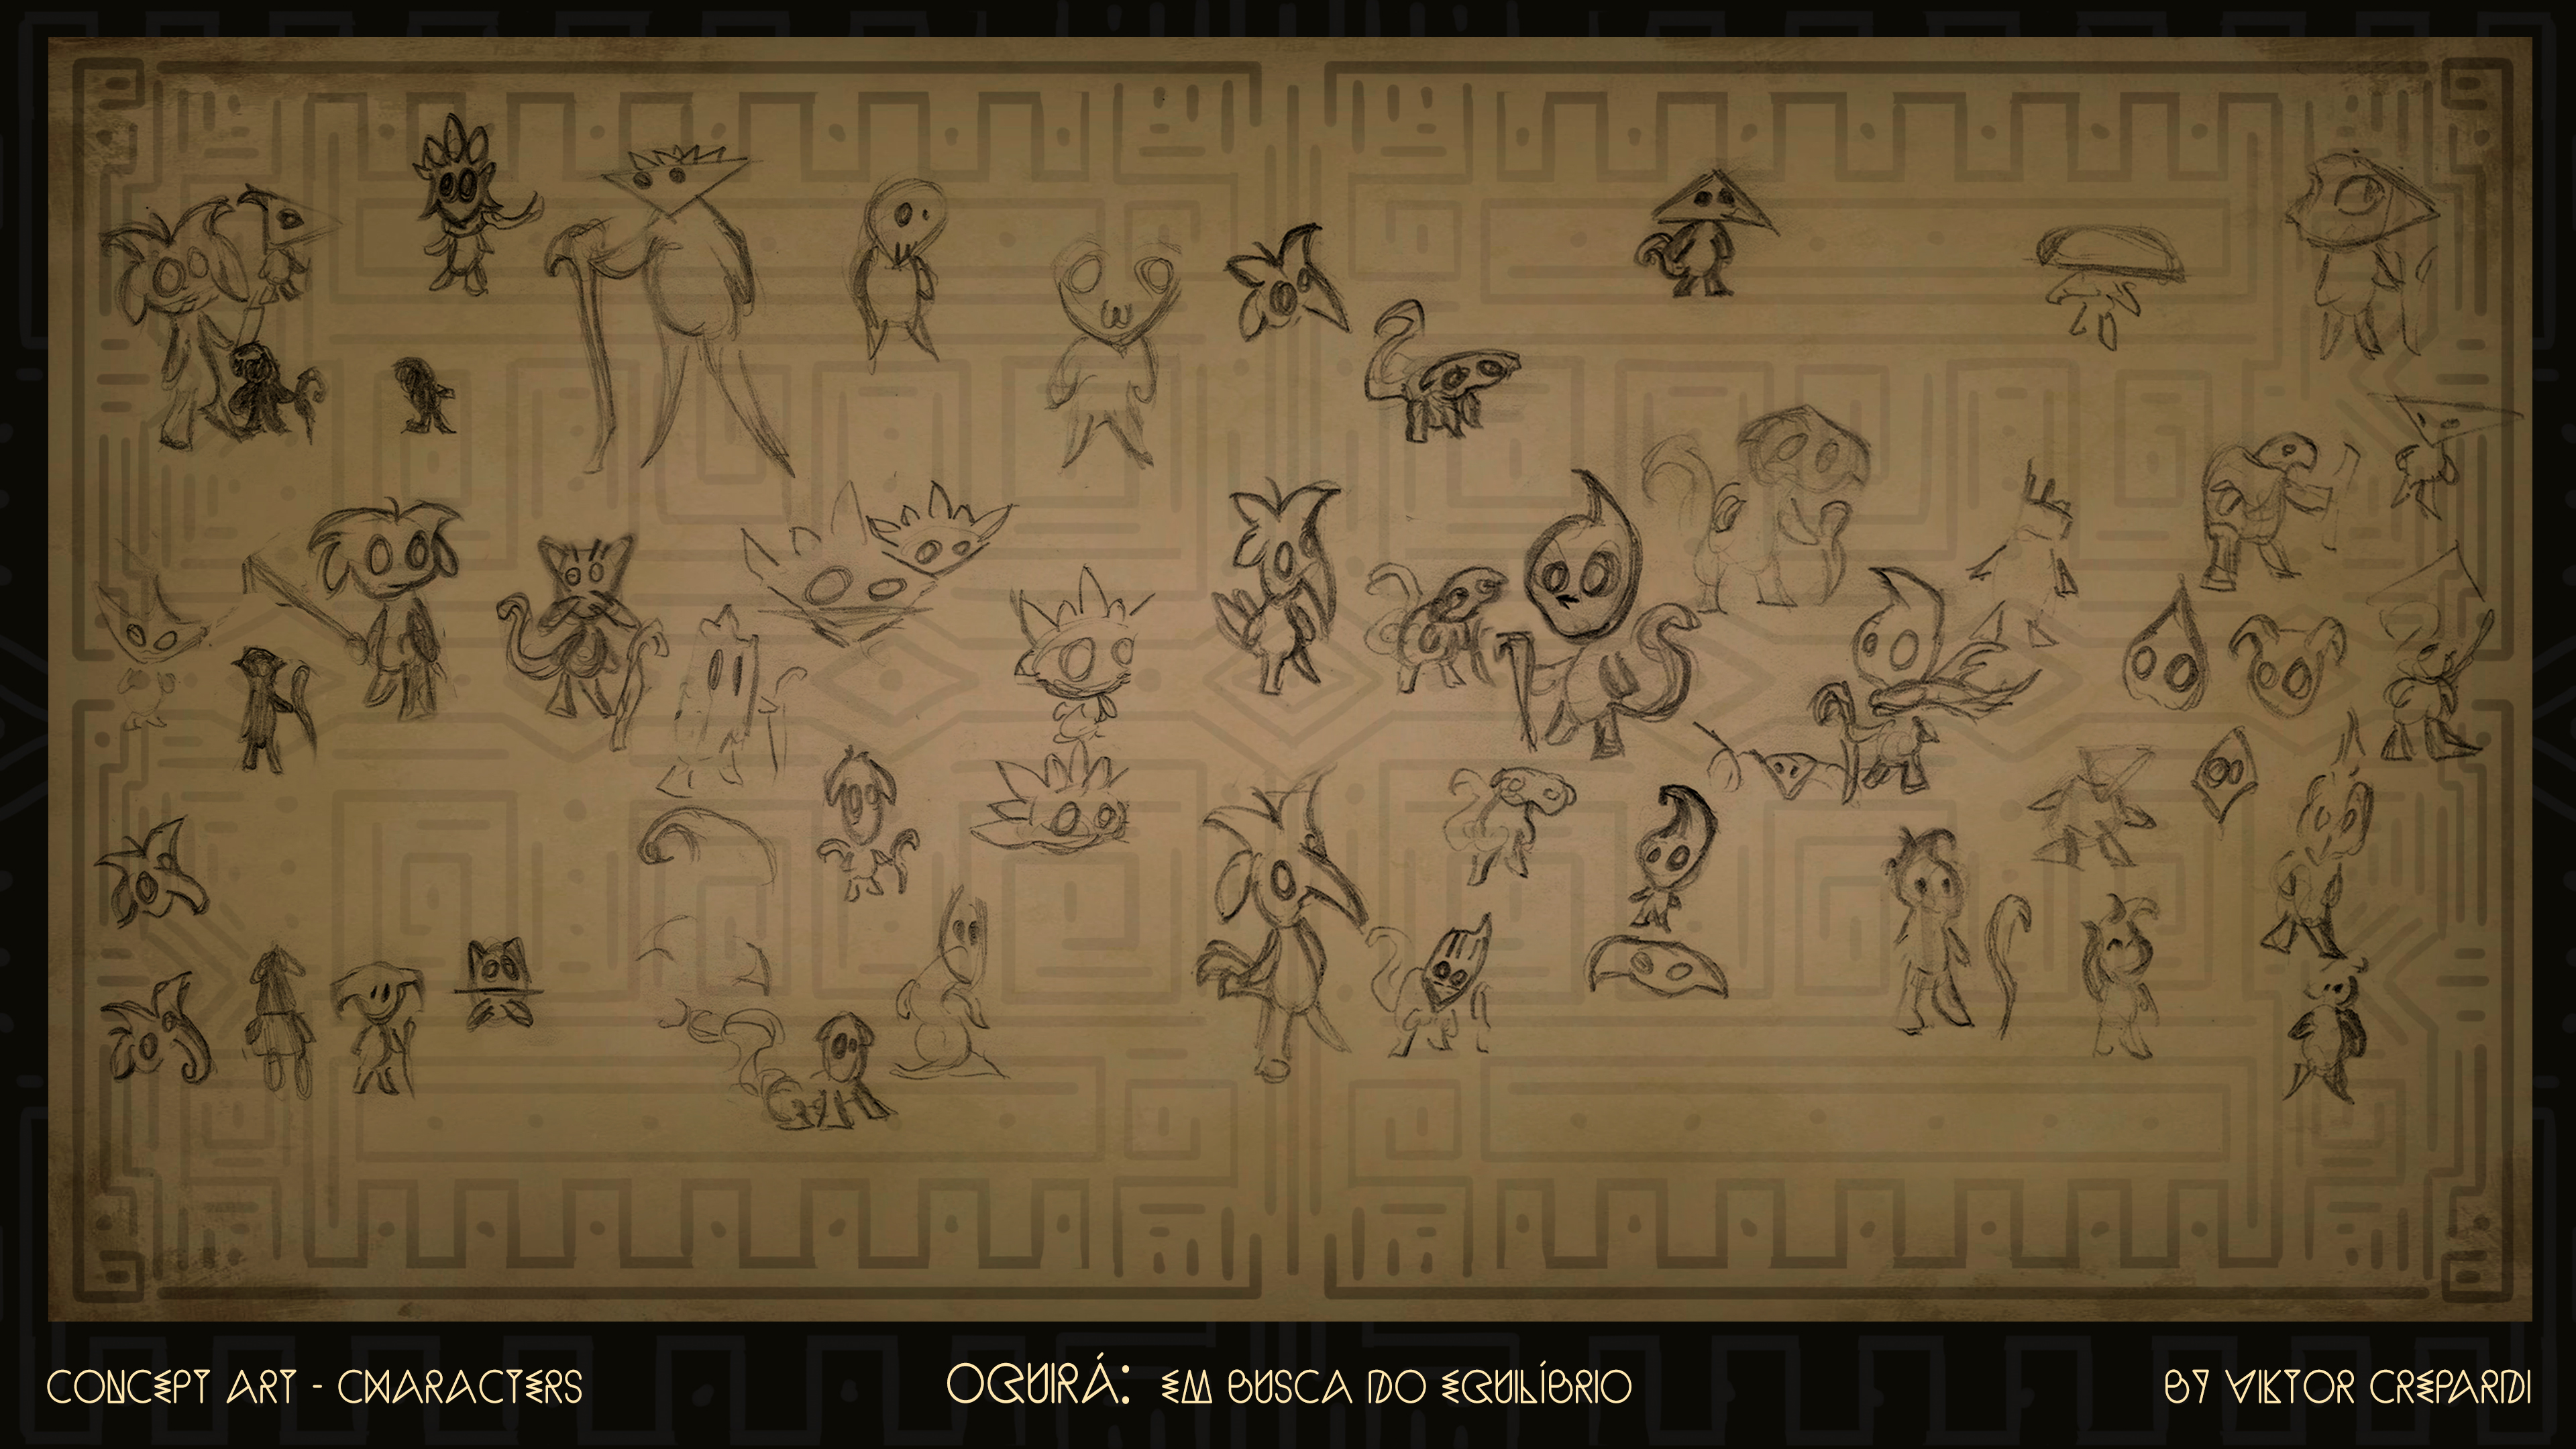 CONCEPT ART - CHARACTERS
OQUIRÁ: EM BUSCA DO EQUILÍBRIO
BY VIKTOR CREPARDI